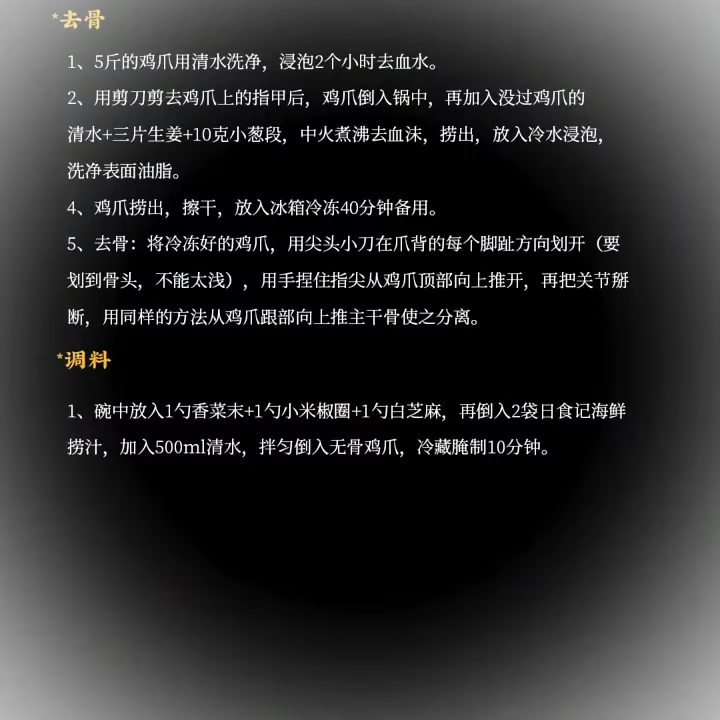 *去骨
1、5斤的鸡爪用清水洗净，浸泡2个小时去血水。
2、用剪刀剪去鸡爪上的指甲后，鸡爪倒入锅中，再加入没过鸡爪的
清水+三片生姜+10克小葱段，中火煮沸去血沫，捞出，放入冷水浸泡，
洗净表面油脂。
4、鸡爪捞出，擦干，放入冰箱冷冻40分钟备用。
5、去骨：将冷冻好的鸡爪，用尖头小刀在爪背的每个脚趾方向划开（要
划到骨头，不能太浅），用手捏住指尖从鸡爪顶部向上推开，再把关节掰
断，用同样的方法从鸡爪跟部向上推主干骨使之分离。
*调料
1、碗中放入1勺香菜末+1勺小米椒圈+1勺白芝麻，再倒入2袋日食记海鲜
捞汁，加入500ml清水，拌匀倒入无骨鸡爪，冷藏腌制10分钟。